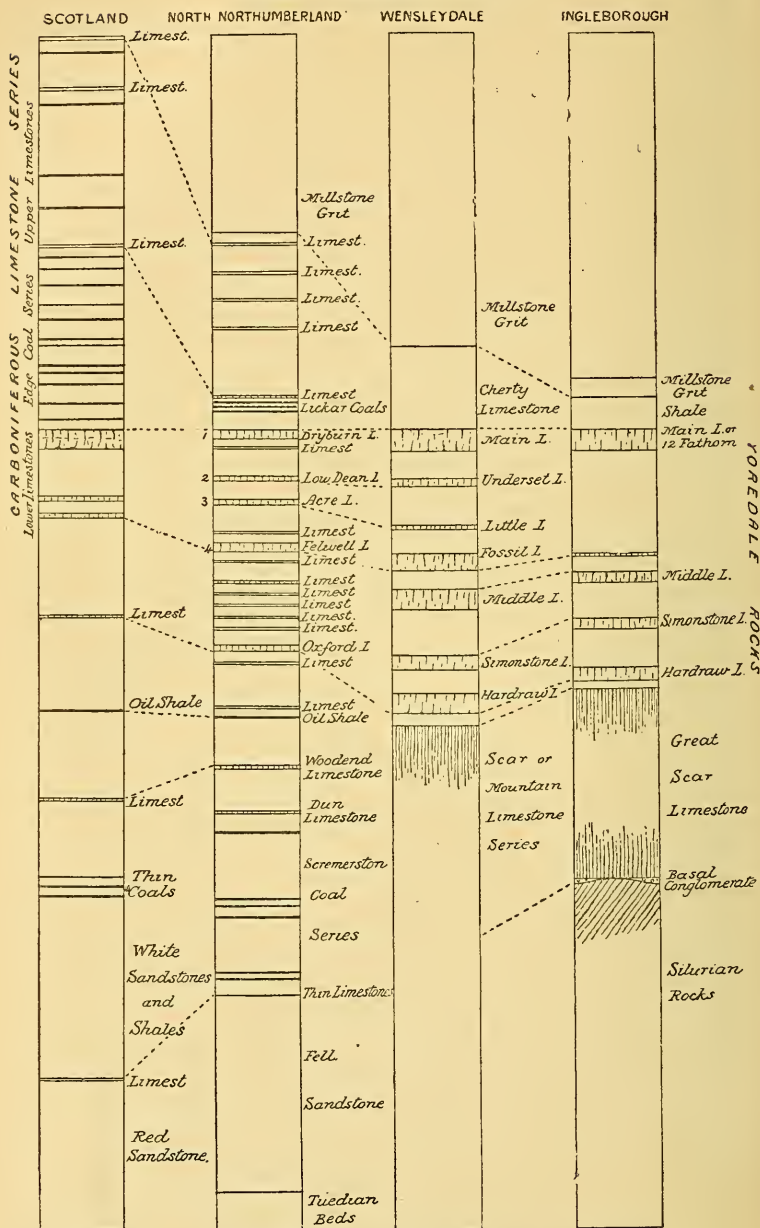 SCOTLAND
NORTH NORTHUMBERLAND
WENSLEYDALE
INGLEBOROUGH
CARBONIFEROUS LIMESTONE SERIES
Upper Limestones
Edge Coal Series
Lower Limestones
Limest.
Limest.
Limest.
Limest
Oil Shale
Limest
Thin
Coals
White
Sandstones
and
Shales
Limest
Red
Sandstone.
Millstone
Grit
Limest.
Limest.
Limest
Limest
Limest
Lickar Coals
1 Dryburn L.
Limest
2 Low Dean l
3 Acre L.
Limest
4 Felwell L
Limest
Limest
Limest
Limest
Limest.
Limest.
Oxford l
Limest
Limest
Oil Shale
Woodend
Limestone
Dun
Limestone
Scremerston
Coal
Series
Thin Limestones
Fell
Sandstone
Tuedian
Beds
Millstone
Grit
Cherty
Limestone
Main L.
Underset L.
Little l
Fossil l
Middle L.
Simonstone l.
Hardraw l.
Scar or
Mountain
Limestone
Series
Millstone
Grit
Shale
Main L. or
12 Fathom
Middle L.
Simonstone l.
Hardraw L.
Great
Scar
Limestone
Basal
Conglomerate
Silurian
Rocks
YOREDALE ROCKS